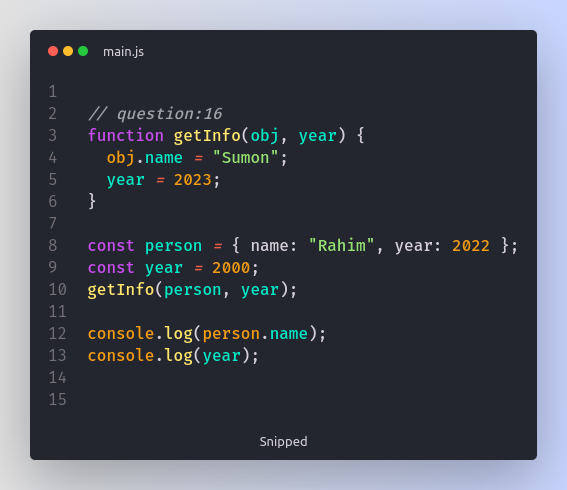 main.js
1
2 // question:16
3 function getInfo(obj, year) {
4   obj.name = "Sumon";
5   year = 2023;
6 }
7
8 const person = { name: "Rahim", year: 2022 };
9 const year = 2000;
10 getInfo(person, year);
11
12 console.log(person.name);
13 console.log(year);
14
15
Snipped